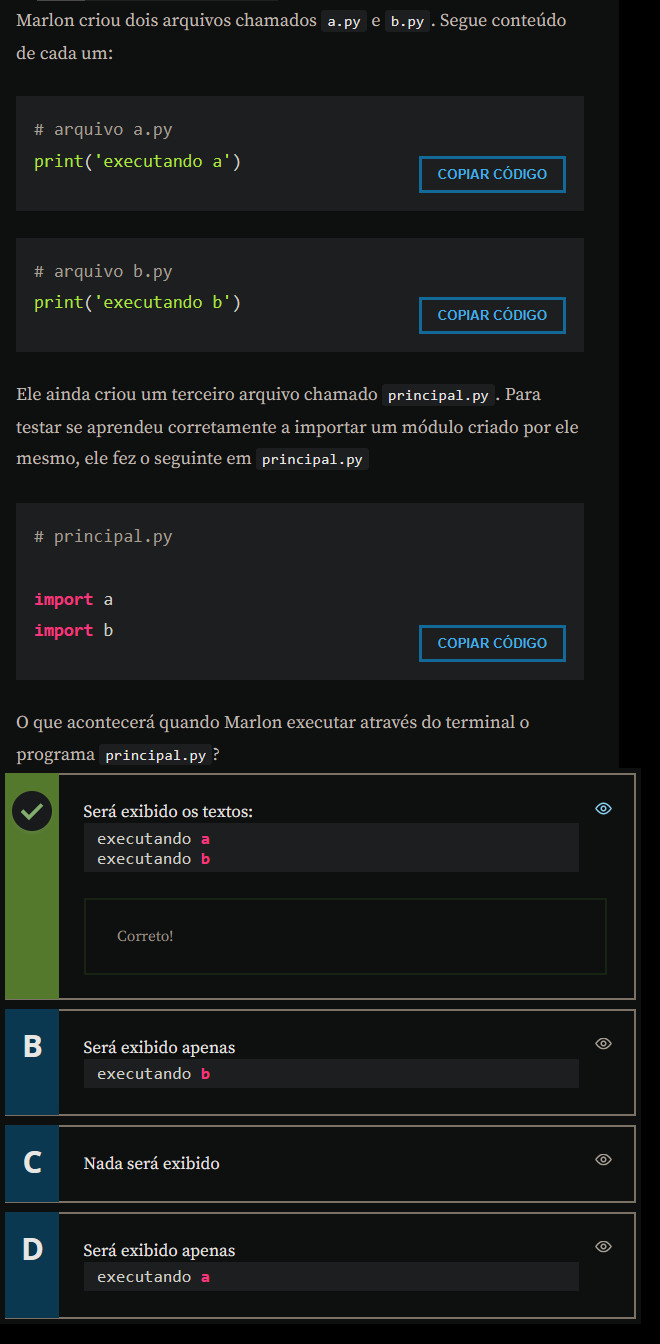 Marlon criou dois arquivos chamados a.py e b.py. Segue conteúdo
de cada um:
# arquivo a.py
print('executando a')
COPIAR CÓDIGO
# arquivo b.py
print('executando b')
COPIAR CÓDIGO
Ele ainda criou um terceiro arquivo chamado principal.py. Para
testar se aprendeu corretamente a importar um módulo criado por ele
mesmo, ele fez o seguinte em principal.py
# principal.py
import a
import b
COPIAR CÓDIGO
O que acontecerá quando Marlon executar através do terminal o
programa principal.py?
Será exibido os textos:
executando a
executando b
Correto!
B
Será exibido apenas
executando b
C
Nada será exibido
D
Será exibido apenas
executando a